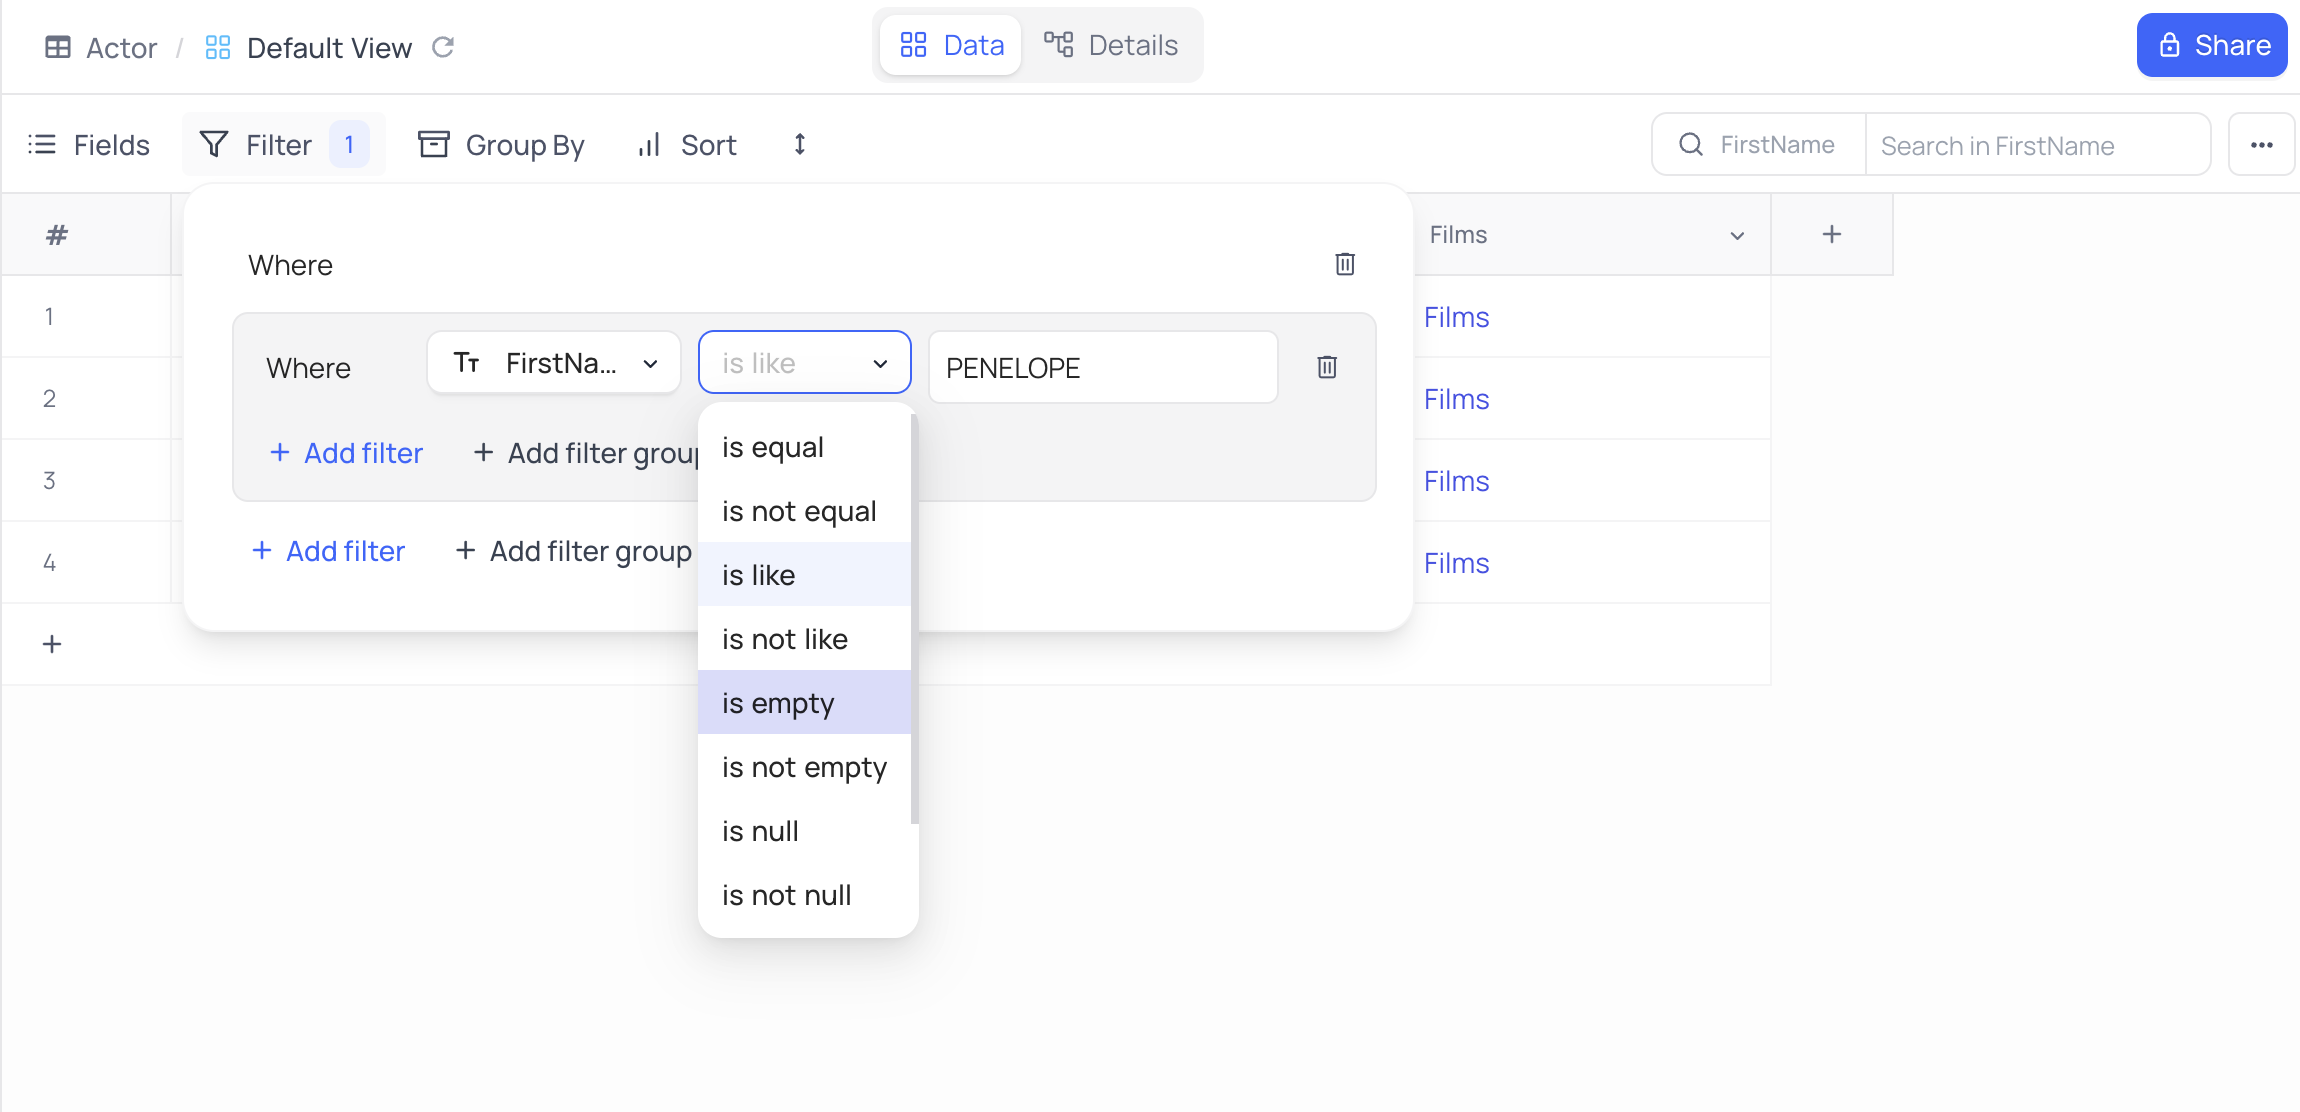 Actor / Default View
Data
Details
Share
Fields
Filter 1
Group By
Sort
FirstName
Search in FirstName
#
Films
+
Where
1
Films
Where
FirstNa...
is like
PENELOPE
2
Films
is equal
+ Add filter
+ Add filter group
3
Films
is not equal
+ Add filter
+ Add filter group
4
Films
is like
is not like
+
is empty
is not empty
is null
is not null